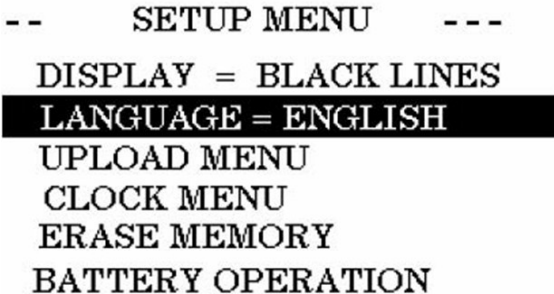 -- SETUP MENU ---
DISPLAY = BLACK LINES
LANGUAGE = ENGLISH
UPLOAD MENU
CLOCK MENU
ERASE MEMORY
BATTERY OPERATION